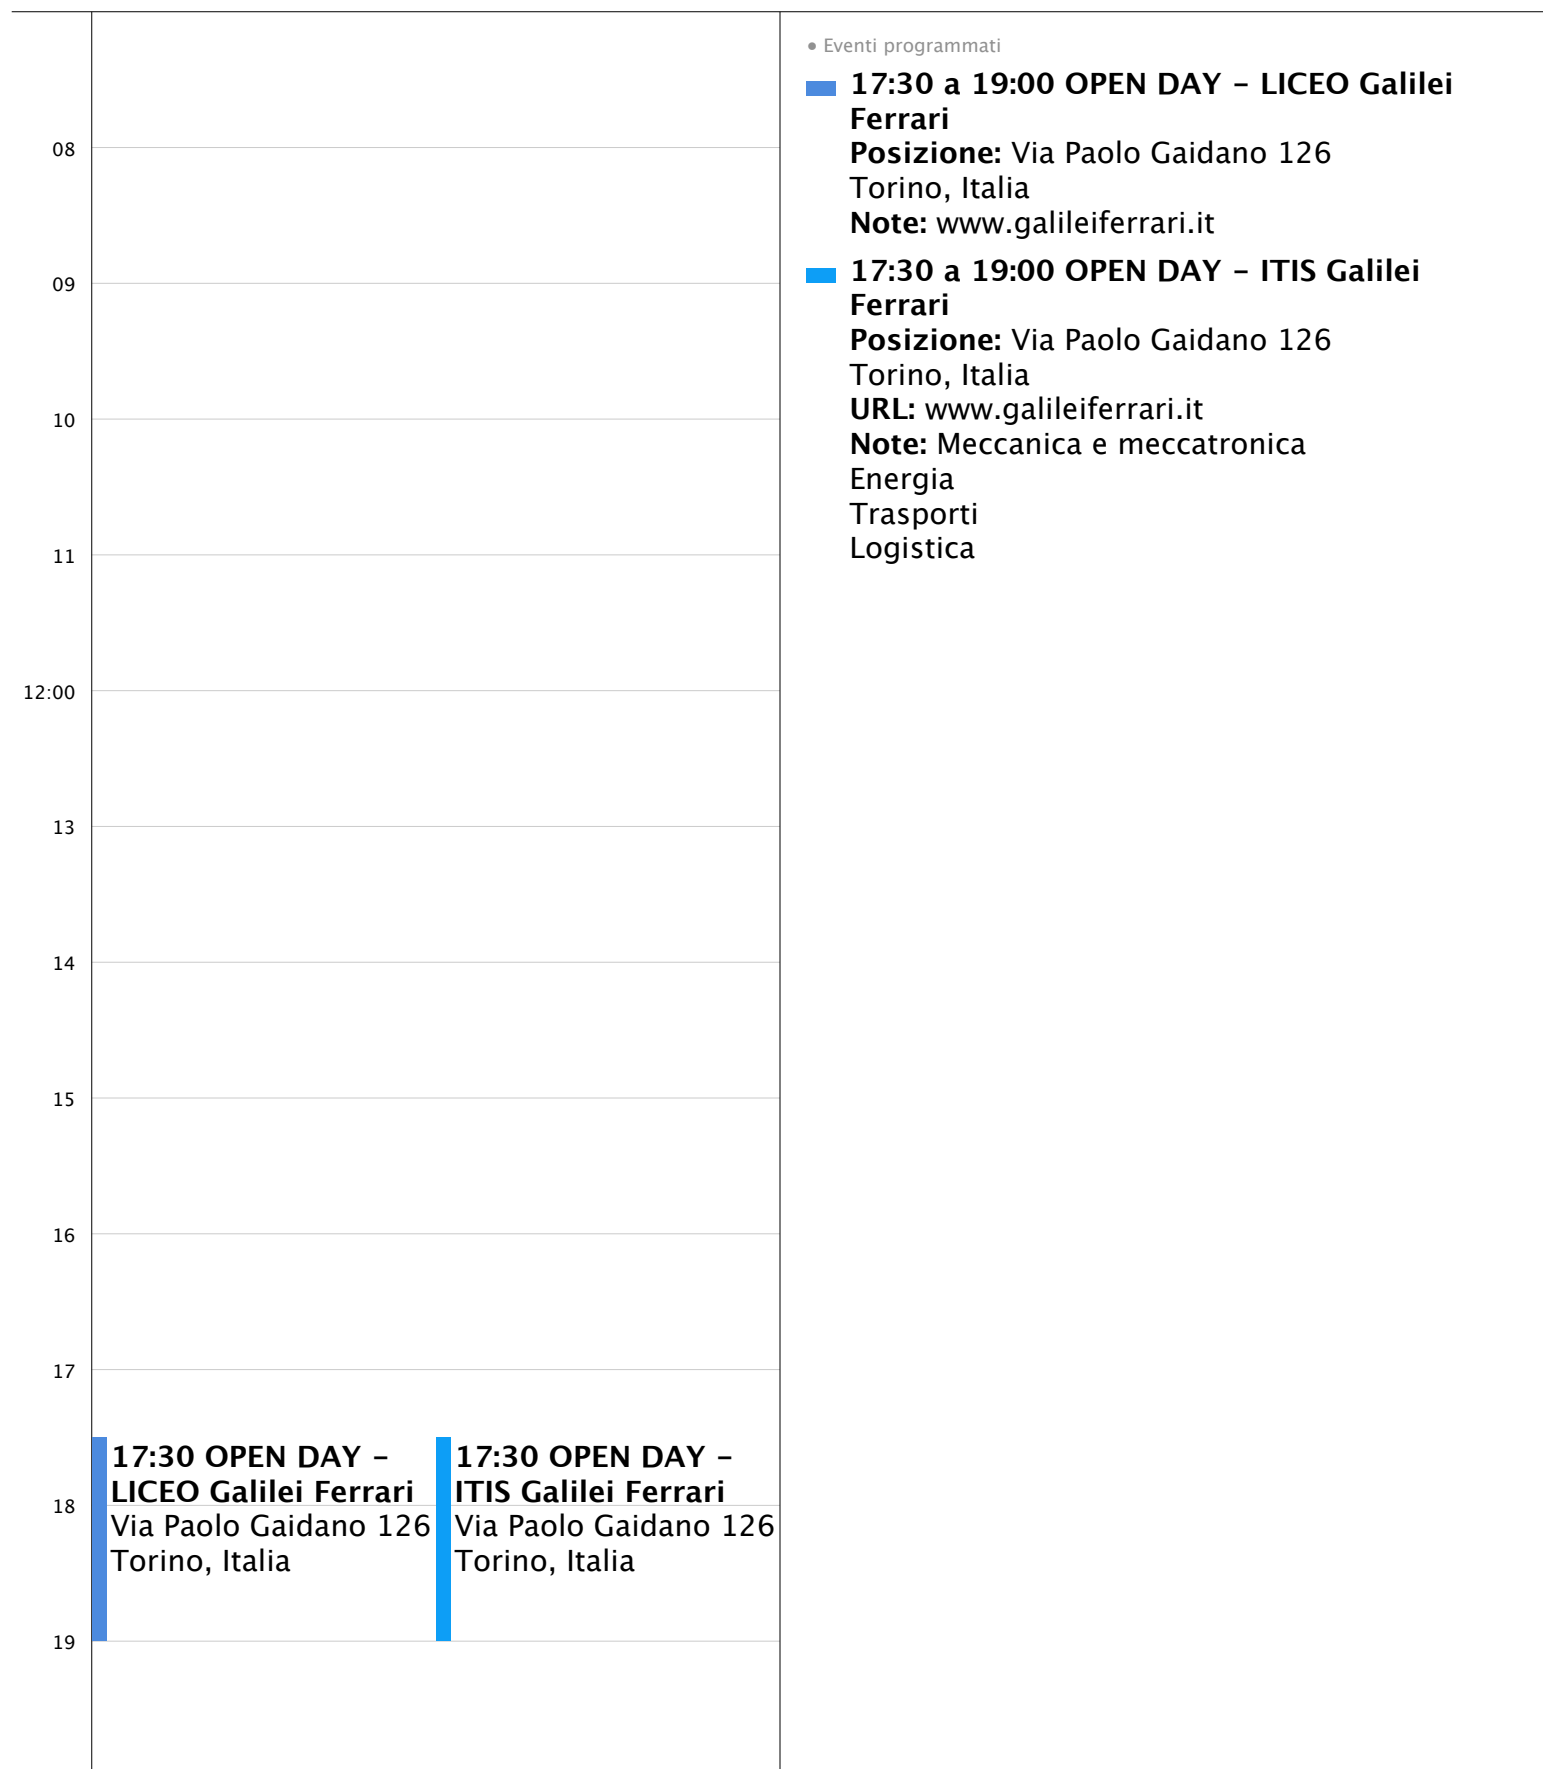 • Eventi programmati
17:30 a 19:00 OPEN DAY - LICEO Galilei
Ferrari
Posizione: Via Paolo Gaidano 126
Torino, Italia
Note: www.galileiferrari.it
17:30 a 19:00 OPEN DAY - ITIS Galilei
Ferrari
Posizione: Via Paolo Gaidano 126
Torino, Italia
URL: www.galileiferrari.it
Note: Meccanica e meccatronica
Energia
Trasporti
Logistica
08
09
10
11
12:00
13
14
15
16
17
18
19
17:30 OPEN DAY -
LICEO Galilei Ferrari
Via Paolo Gaidano 126
Torino, Italia
17:30 OPEN DAY -
ITIS Galilei Ferrari
Via Paolo Gaidano 126
Torino, Italia